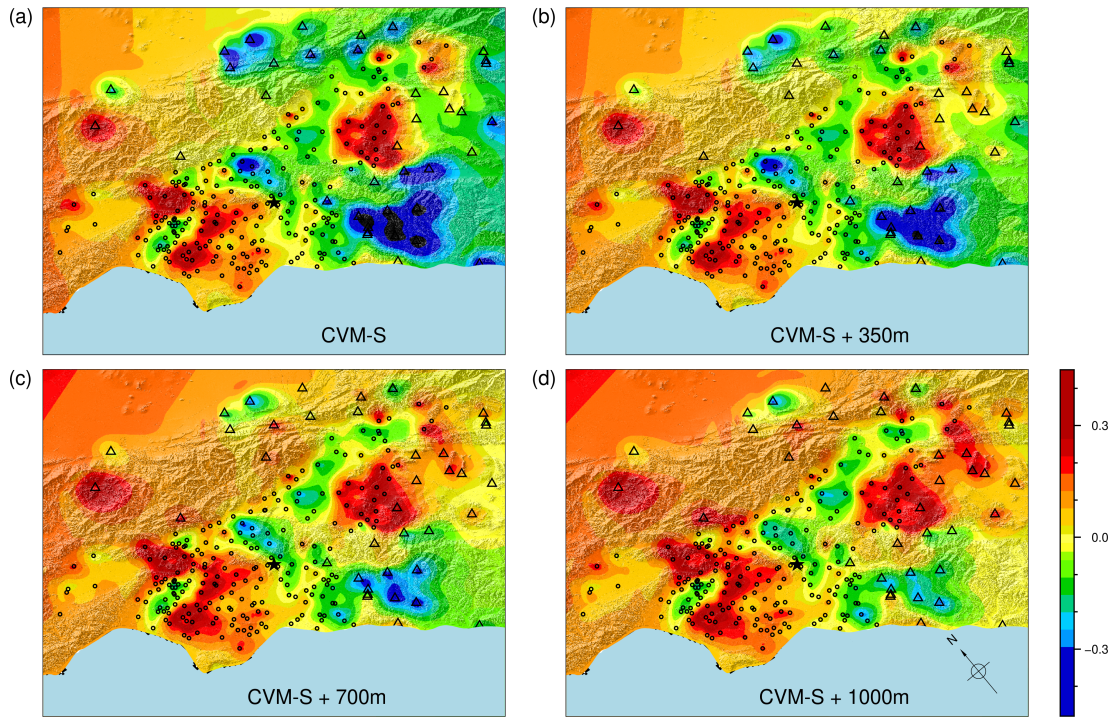 (a)
CVM-S
(b)
CVM-S + 350m
(c)
CVM-S + 700m
(d)
CVM-S + 1000m
N
0.3
0.0
−0.3